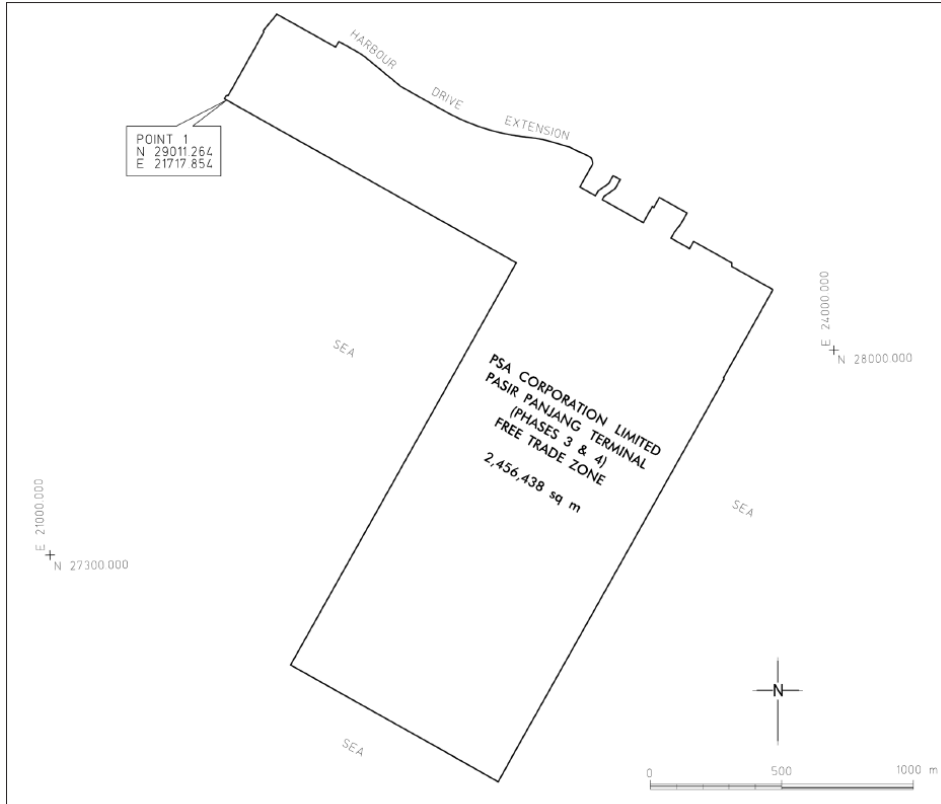 HARBOUR
DRIVE
EXTENSION
POINT 1
N 29011.264
E 21717.854
E 24000.000
N 28000.000
SEA
PSA CORPORATION LIMITED
PASIR PANJANG TERMINAL
(PHASES 3 & 4)
FREE TRADE ZONE
2,456,438 sq m
SEA
E 21000.000
N 27300.000
N
SEA
0 500 1000 m